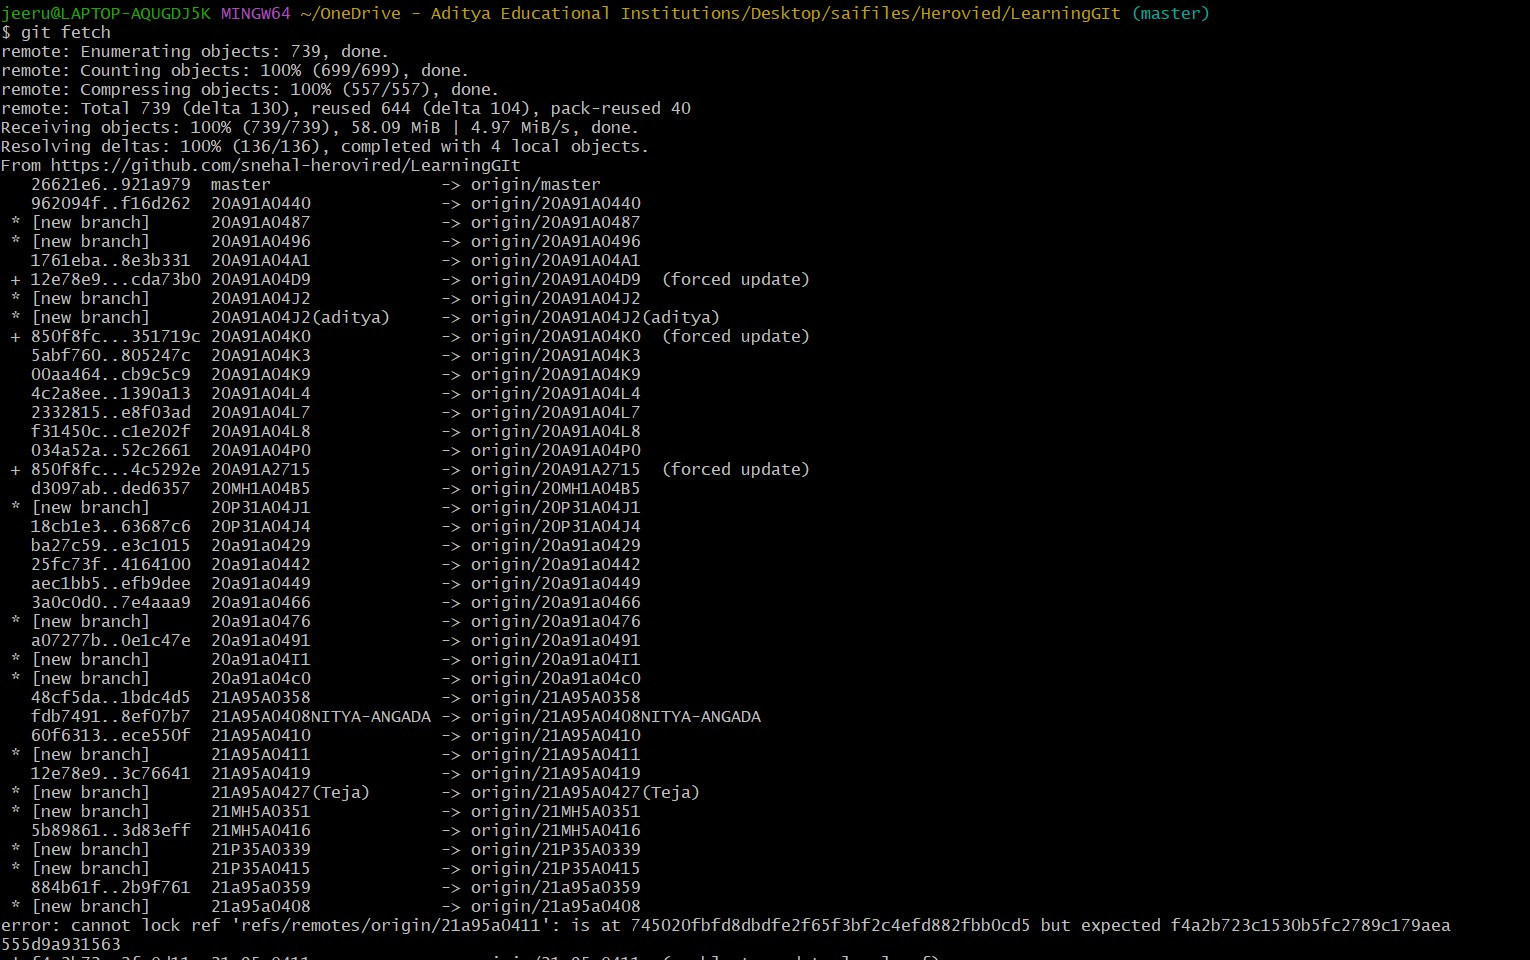 jeeru@LAPTOP-AQUGDJ5K MINGW64 ~/OneDrive - Aditya Educational Institutions/Desktop/saifiles/Herovied/LearningGIt (master)
$ git fetch
remote: Enumerating objects: 739, done.
remote: Counting objects: 100% (699/699), done.
remote: Compressing objects: 100% (557/557), done.
remote: Total 739 (delta 130), reused 644 (delta 104), pack-reused 40
Receiving objects: 100% (739/739), 58.09 MiB | 4.97 MiB/s, done.
Resolving deltas: 100% (136/136), completed with 4 local objects.
From https://github.com/snehal-herovired/LearningGIt
   26621e6..921a979  master                 -> origin/master
   962094f..f16d262  20A91A0440             -> origin/20A91A0440
 * [new branch]      20A91A0487             -> origin/20A91A0487
 * [new branch]      20A91A0496             -> origin/20A91A0496
   1761eba..8e3b331  20A91A04A1             -> origin/20A91A04A1
 + 12e78e9...cda73b0 20A91A04D9             -> origin/20A91A04D9  (forced update)
 * [new branch]      20A91A04J2             -> origin/20A91A04J2
 * [new branch]      20A91A04J2(aditya)     -> origin/20A91A04J2(aditya)
 + 850f8fc...351719c 20A91A04K0             -> origin/20A91A04K0  (forced update)
   5abf760..805247c  20A91A04K3             -> origin/20A91A04K3
   00aa464..cb9c5c9  20A91A04K9             -> origin/20A91A04K9
   4c2a8ee..1390a13  20A91A04L4             -> origin/20A91A04L4
   2332815..e8f03ad  20A91A04L7             -> origin/20A91A04L7
   f31450c..c1e202f  20A91A04L8             -> origin/20A91A04L8
   034a52a..52c2661  20A91A04P0             -> origin/20A91A04P0
 + 850f8fc...4c5292e 20A91A2715             -> origin/20A91A2715  (forced update)
   d3097ab..ded6357  20MH1A04B5             -> origin/20MH1A04B5
 * [new branch]      20P31A04J1             -> origin/20P31A04J1
   18cb1e3..63687c6  20P31A04J4             -> origin/20P31A04J4
   ba27c59..e3c1015  20a91a0429             -> origin/20a91a0429
   25fc73f..4164100  20a91a0442             -> origin/20a91a0442
   aec1bb5..efb9dee  20a91a0449             -> origin/20a91a0449
   3a0c0d0..7e4aaa9  20a91a0466             -> origin/20a91a0466
 * [new branch]      20a91a0476             -> origin/20a91a0476
   a07277b..0e1c47e  20a91a0491             -> origin/20a91a0491
 * [new branch]      20a91a04I1             -> origin/20a91a04I1
 * [new branch]      20a91a04c0             -> origin/20a91a04c0
   48cf5da..1bdc4d5  21A95A0358             -> origin/21A95A0358
   fdb7491..8ef07b7  21A95A0408NITYA-ANGADA -> origin/21A95A0408NITYA-ANGADA
   60f6313..ece550f  21A95A0410             -> origin/21A95A0410
 * [new branch]      21A95A0411             -> origin/21A95A0411
   12e78e9..3c76641  21A95A0419             -> origin/21A95A0419
 * [new branch]      21A95A0427(Teja)       -> origin/21A95A0427(Teja)
 * [new branch]      21MH5A0351             -> origin/21MH5A0351
   5b89861..3d83eff  21MH5A0416             -> origin/21MH5A0416
 * [new branch]      21P35A0339             -> origin/21P35A0339
 * [new branch]      21P35A0415             -> origin/21P35A0415
   884b61f..2b9f761  21a95a0359             -> origin/21a95a0359
 * [new branch]      21a95a0408             -> origin/21a95a0408
error: cannot lock ref 'refs/remotes/origin/21a95a0411': is at 745020fbfd8dbdfe2f65f3bf2c4efd882fbb0cd5 but expected f4a2b723c1530b5fc2789c179aea
555d9a931563